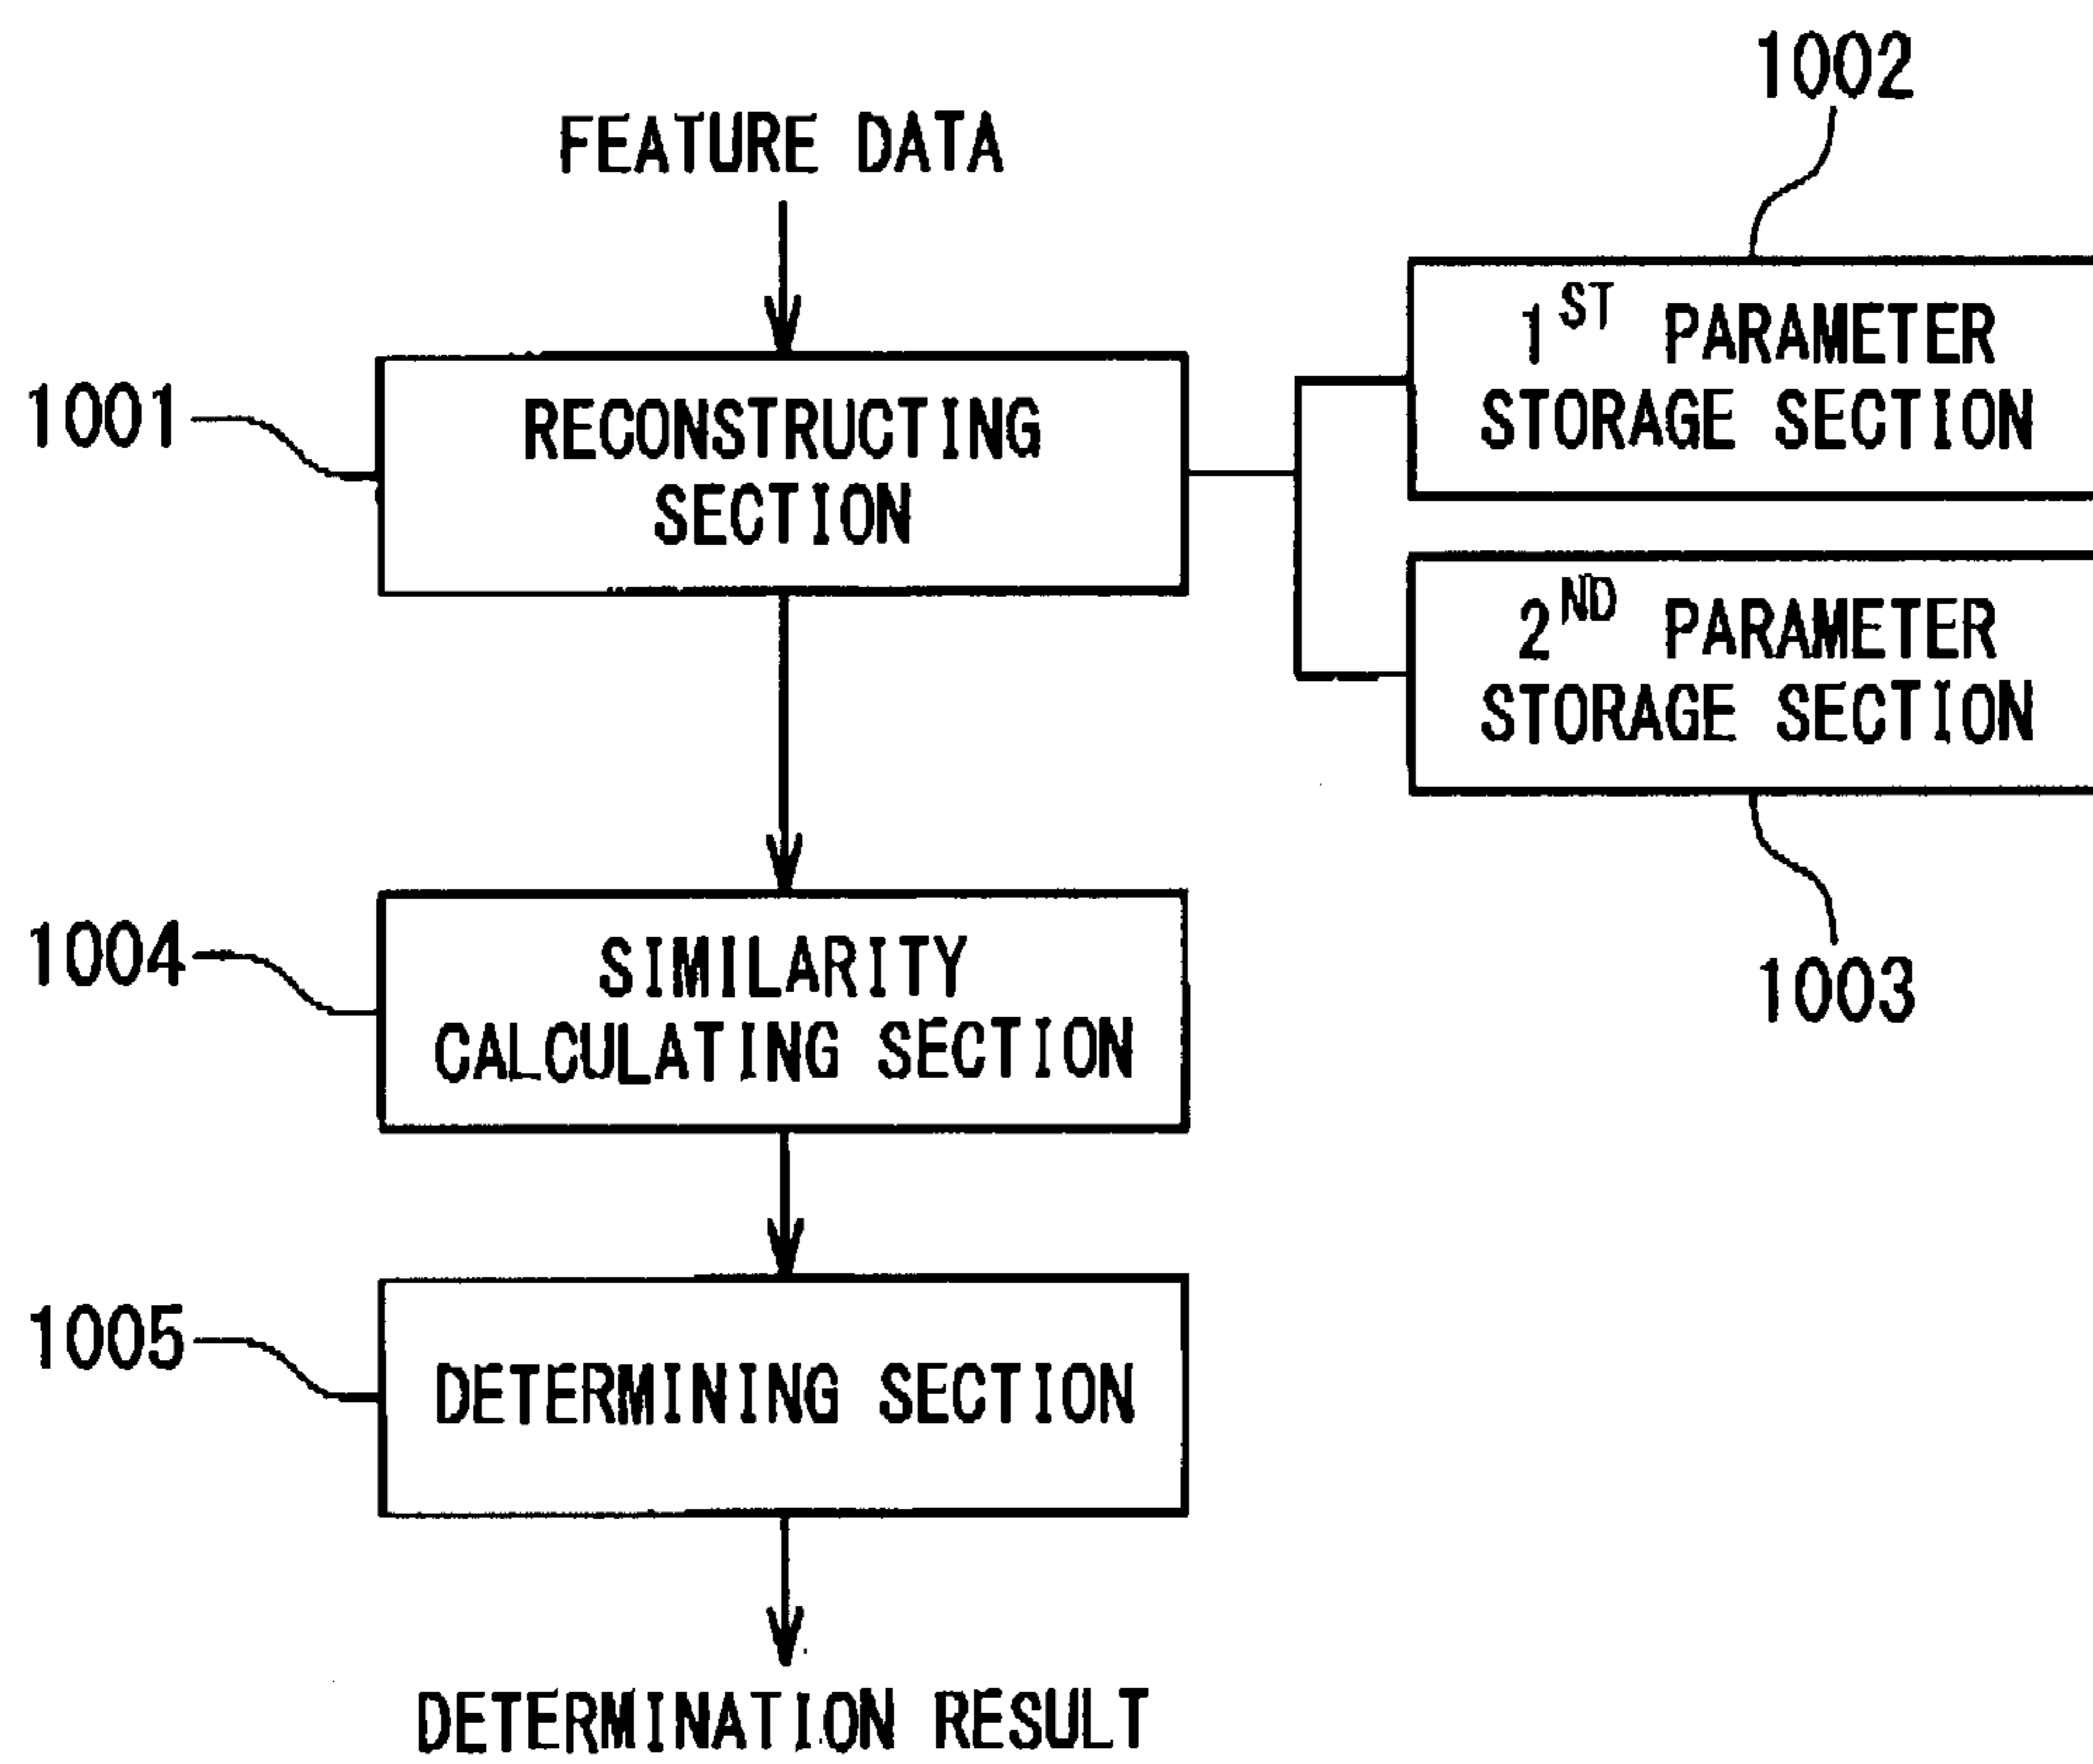 1002
FEATURE DATA
1ST PARAMETER
STORAGE SECTION
1001
RECONSTRUCTING
SECTION
2ND PARAMETER
STORAGE SECTION
1003
1004
SIMILARITY
CALCULATING SECTION
1005
DETERMINING SECTION
DETERMINATION RESULT